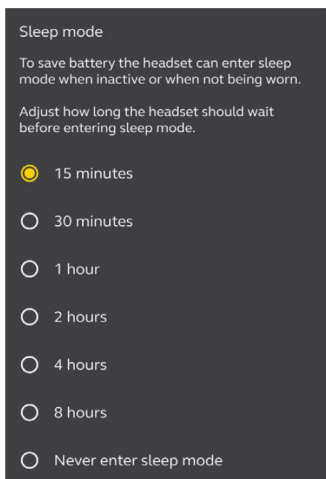 Sleep mode
To save battery the headset can enter sleep
mode when inactive or when not being worn.
Adjust how long the headset should wait
before entering sleep mode.
15 minutes
30 minutes
1 hour
2 hours
4 hours
8 hours
Never enter sleep mode